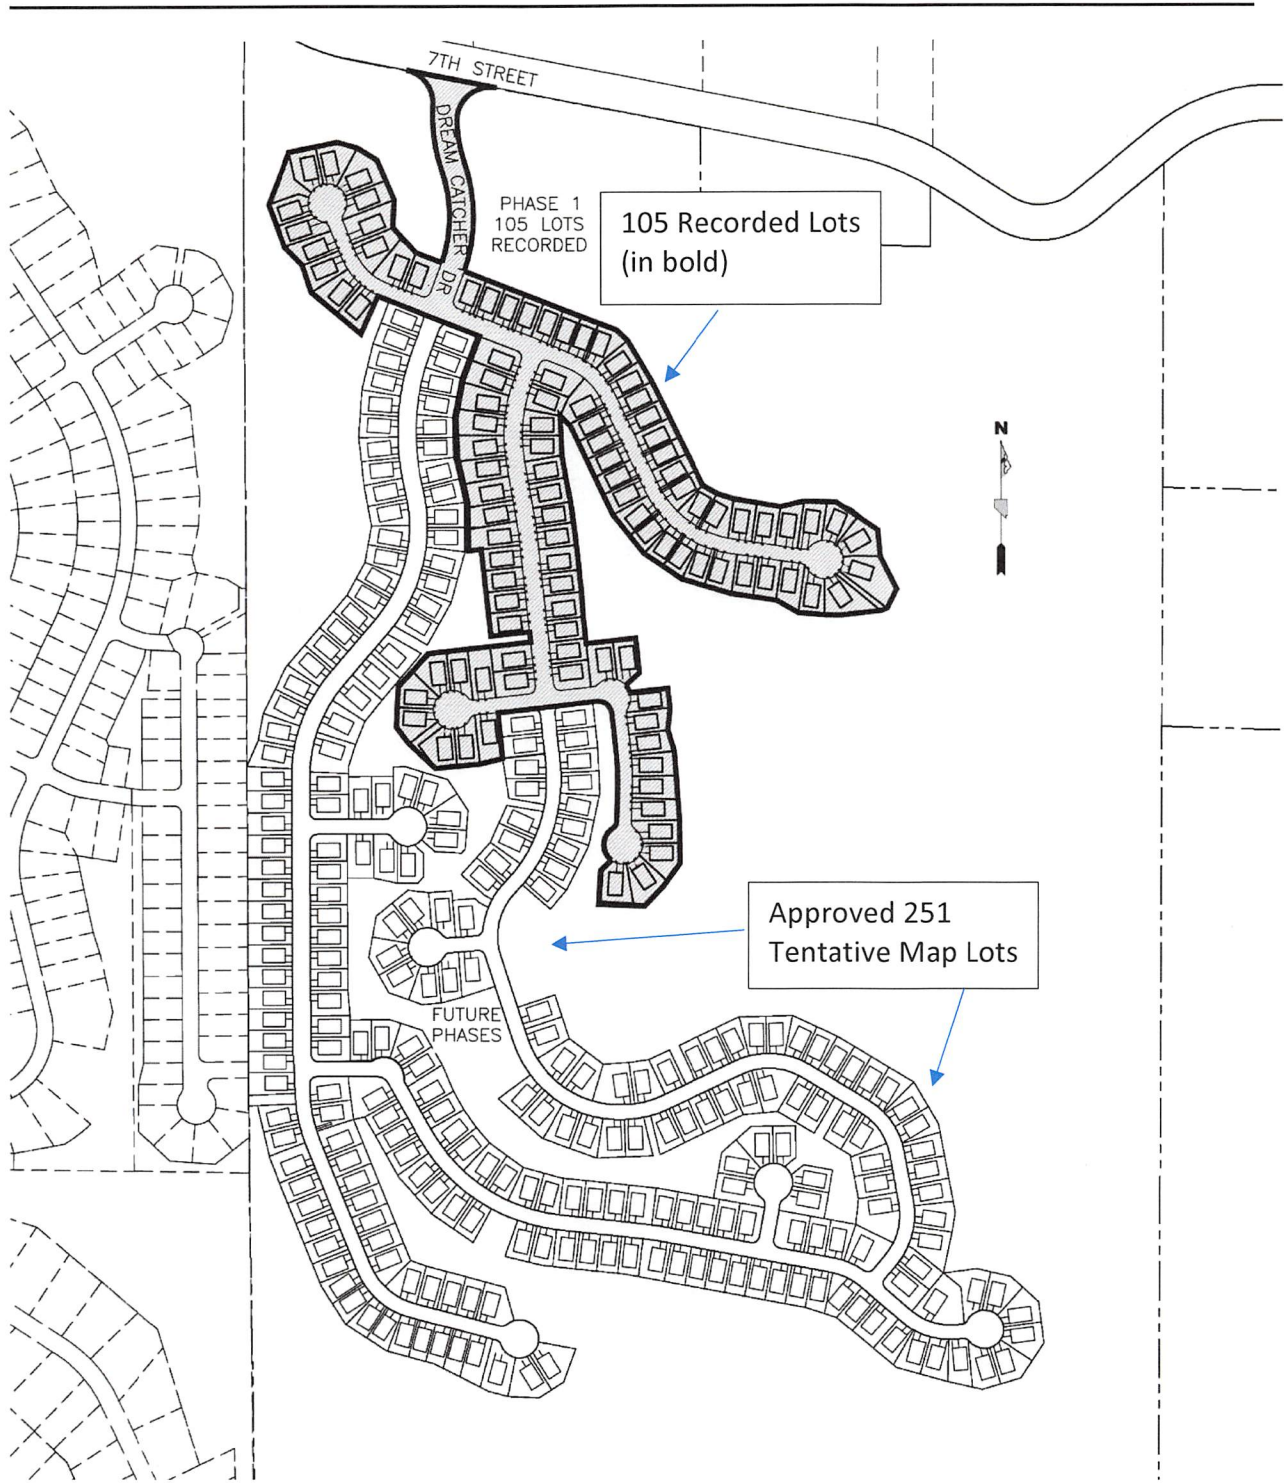 7TH STREET
DREAM CATCHER DR
PHASE 1
105 LOTS
RECORDED
105 Recorded Lots
(in bold)
N
Approved 251
Tentative Map Lots
FUTURE
PHASES